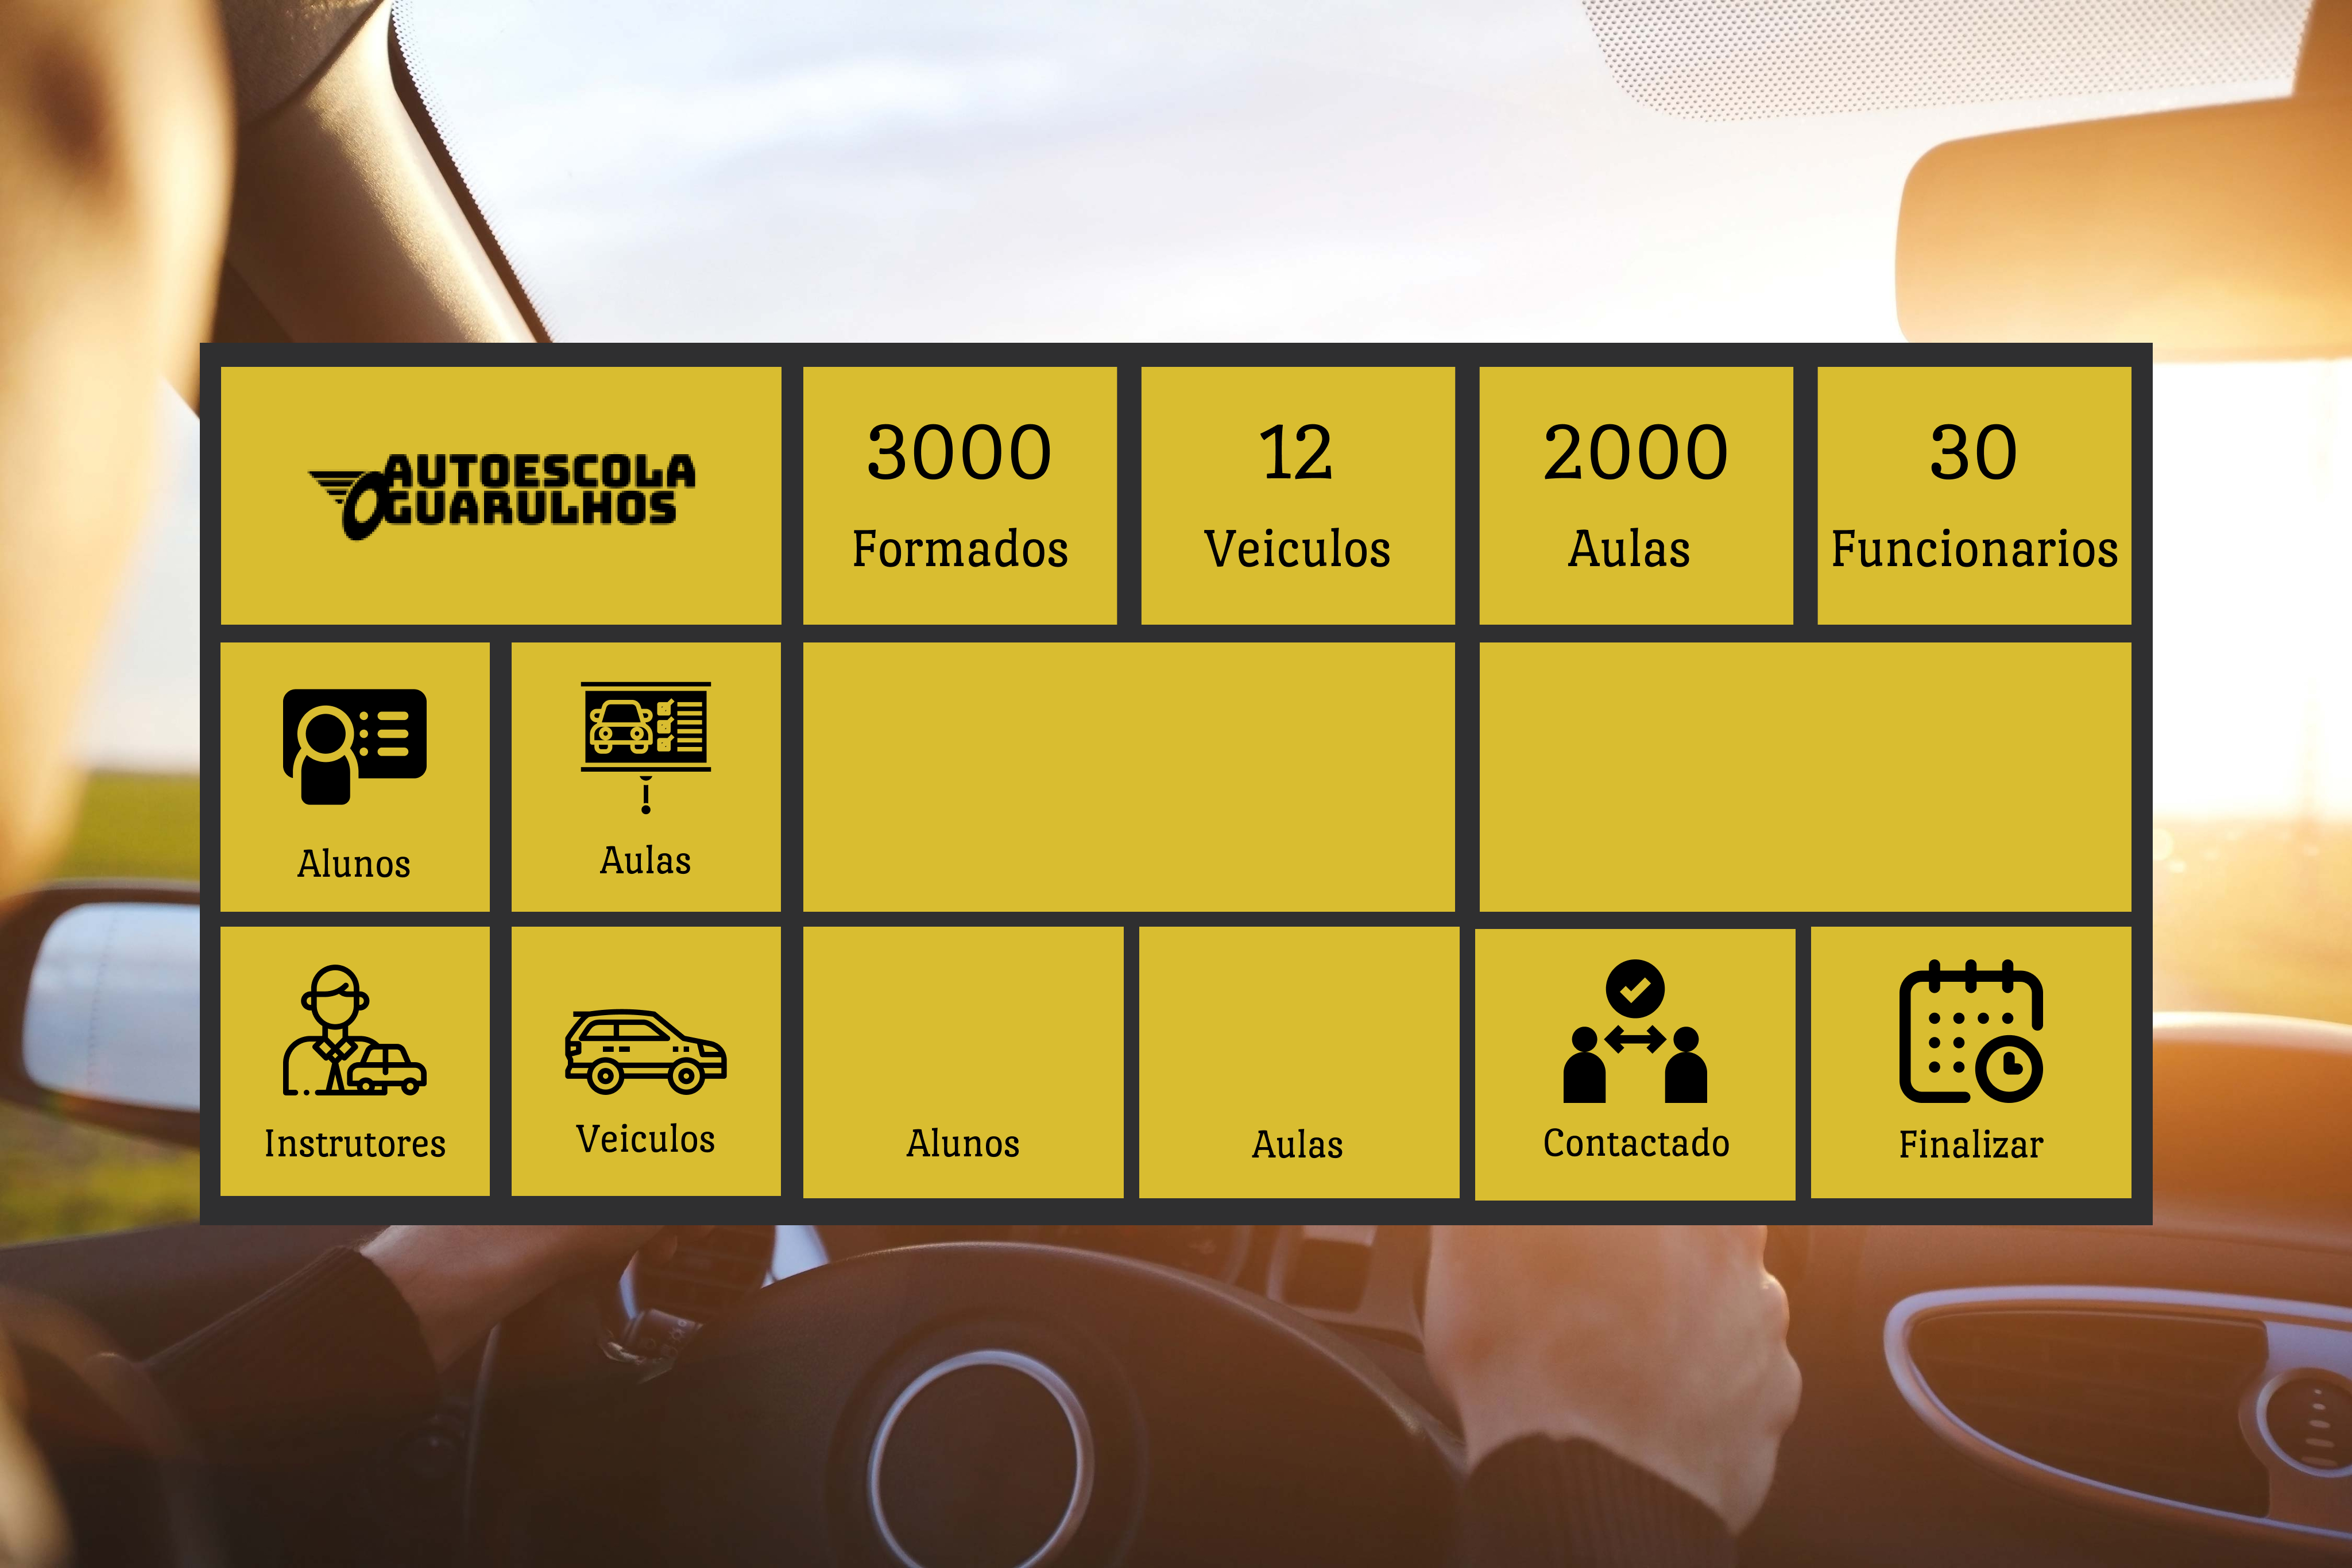 AUTOESCOLA
GUARULHOS
3000
Formados
12
Veiculos
2000
Aulas
30
Funcionarios
Alunos
Aulas
Instrutores
Veiculos
Alunos
Aulas
Contactado
Finalizar